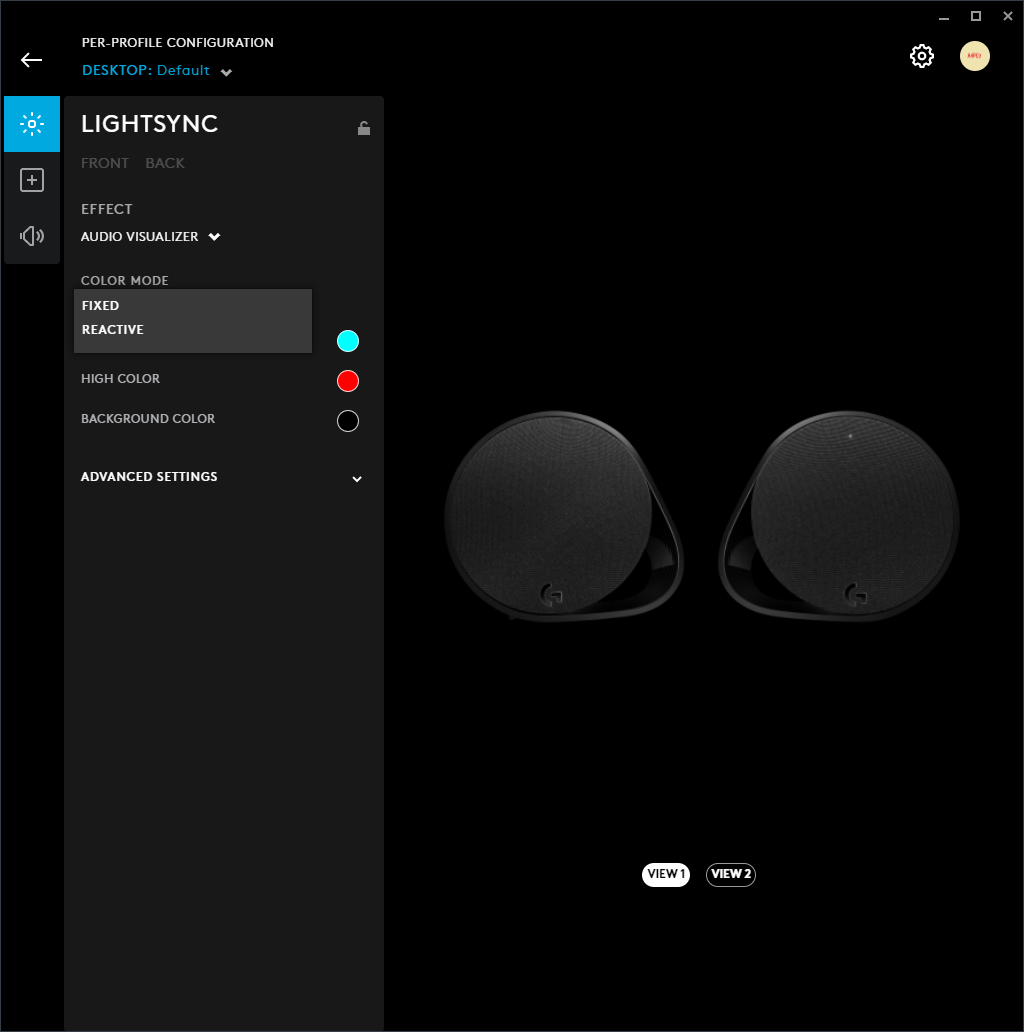 PER-PROFILE CONFIGURATION
DESKTOP: Default
LIGHTSYNC
FRONT BACK
EFFECT
AUDIO VISUALIZER
COLOR MODE
FIXED
REACTIVE
HIGH COLOR
BACKGROUND COLOR
ADVANCED SETTINGS
VIEW 1 VIEW 2